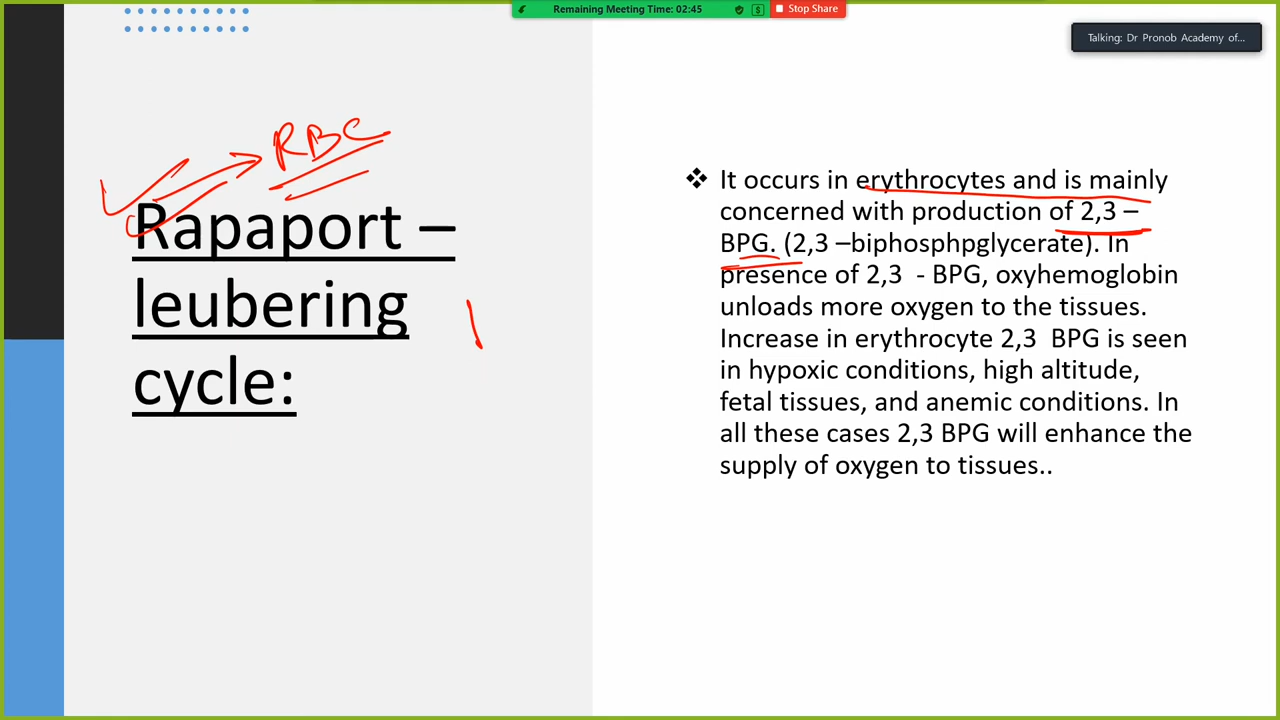 Remaining Meeting Time: 02:45
Stop Share
Talking: Dr Pronob Academy of...
RBC
Rapaport –
leubering
cycle:
❖ It occurs in erythrocytes and is mainly
concerned with production of 2,3 –
BPG. (2,3 –biphosphpglycerate). In
presence of 2,3  - BPG, oxyhemoglobin
unloads more oxygen to the tissues.
Increase in erythrocyte 2,3  BPG is seen
in hypoxic conditions, high altitude,
fetal tissues, and anemic conditions. In
all these cases 2,3 BPG will enhance the
supply of oxygen to tissues..